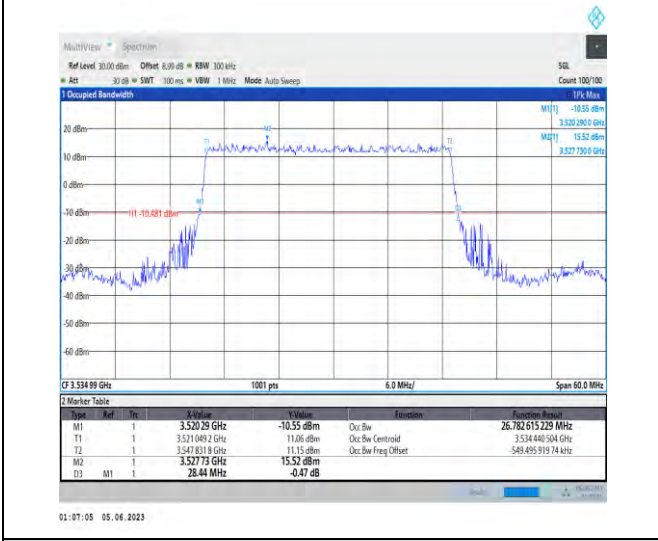 MultiView Spectrum
Ref Level 30.00 dBm Offset 8.99 dB RBW 300 kHz SGL
Att 30 dB SWT 100 ms VBW 1 MHz Mode Auto Sweep Count 100/100
1 Occupied Bandwidth 1Pk Max
M1[1] -10.55 dBm
3.520 290 0 GHz
M2[1] 15.52 dBm
3.527 730 0 GHz
M2
20 dBm
T1 T2
10 dBm
0 dBm
M1
D3
-10 dBm H1 -10.481 dBm
-20 dBm
-30 dBm
-40 dBm
-50 dBm
-60 dBm
CF 3.534 99 GHz 1001 pts 6.0 MHz/ Span 60.0 MHz
2 Marker Table
Type Ref Trc X-Value Y-Value Function Function Result
M1 1 3.520 29 GHz -10.55 dBm Occ Bw 26.782 615 229 MHz
T1 1 3.521 049 2 GHz 11.06 dBm Occ Bw Centroid 3.534 440 504 GHz
T2 1 3.547 831 8 GHz 11.15 dBm Occ Bw Freq Offset -549.495 919 74 kHz
M2 1 3.527 73 GHz 15.52 dBm
D3 M1 1 28.44 MHz -0.47 dB
01:07:05 05.06.2023